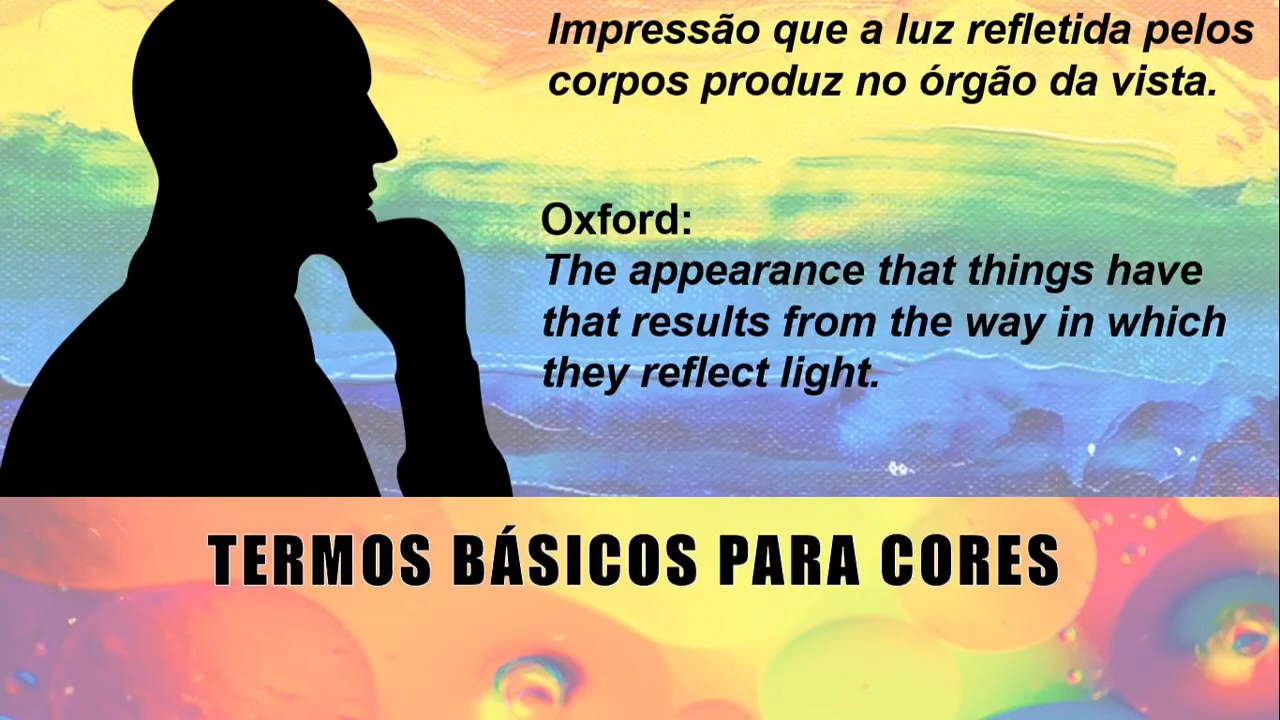 Impressão que a luz refletida pelos
corpos produz no órgão da vista.
Oxford:
The appearance that things have
that results from the way in which
they reflect light.
TERMOS BÁSICOS PARA CORES